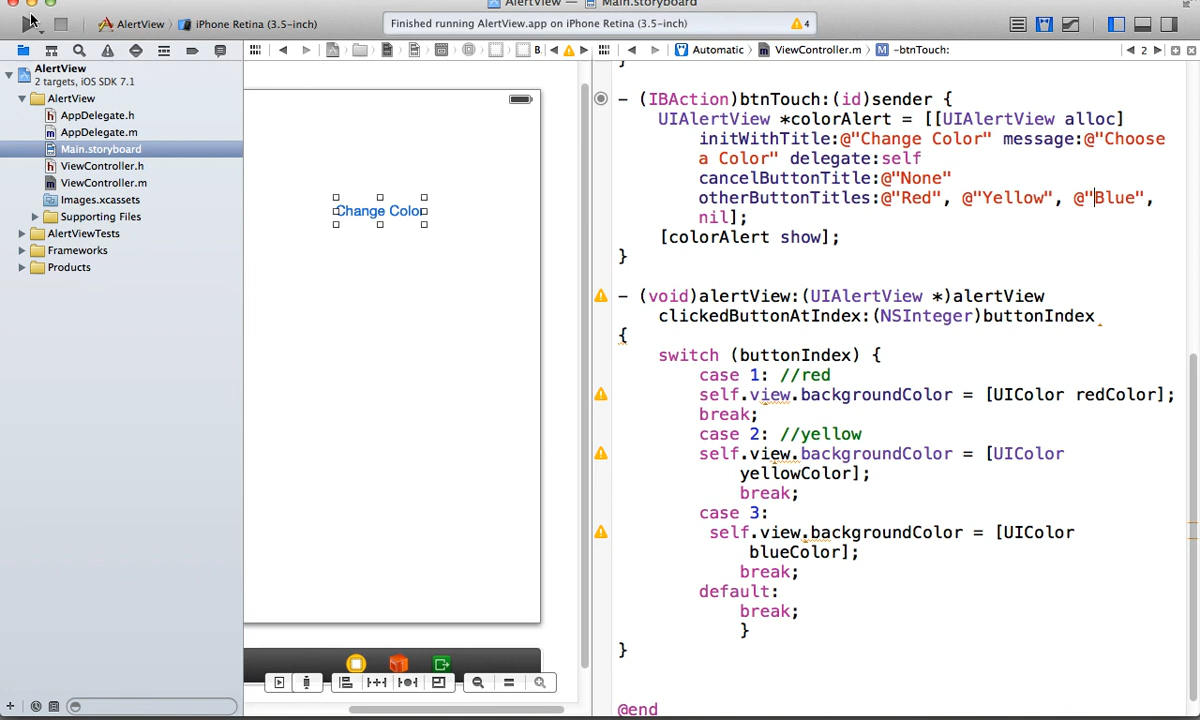 AlertView — Main.storyboard
AlertView
iPhone Retina (3.5-inch)
Finished running AlertView.app on iPhone Retina (3.5-inch)
4
B
Automatic
ViewController.m
M
-btnTouch:
2
AlertView
2 targets, iOS SDK 7.1
AlertView
h AppDelegate.h
m AppDelegate.m
Main.storyboard
h ViewController.h
m ViewController.m
Images.xcassets
Supporting Files
AlertViewTests
Frameworks
Products
Change Color
}
- (IBAction)btnTouch:(id)sender {
UIAlertView *colorAlert = [[UIAlertView alloc]
initWithTitle:@"Change Color" message:@"Choose
a Color" delegate:self
cancelButtonTitle:@"None"
otherButtonTitles:@"Red", @"Yellow", @"Blue",
nil];
[colorAlert show];
}
- (void)alertView:(UIAlertView *)alertView
clickedButtonAtIndex:(NSInteger)buttonIndex
{
switch (buttonIndex) {
case 1: //red
self.view.backgroundColor = [UIColor redColor];
break;
case 2: //yellow
self.view.backgroundColor = [UIColor
yellowColor];
break;
case 3:
self.view.backgroundColor = [UIColor
blueColor];
break;
default:
break;
}
}
@end